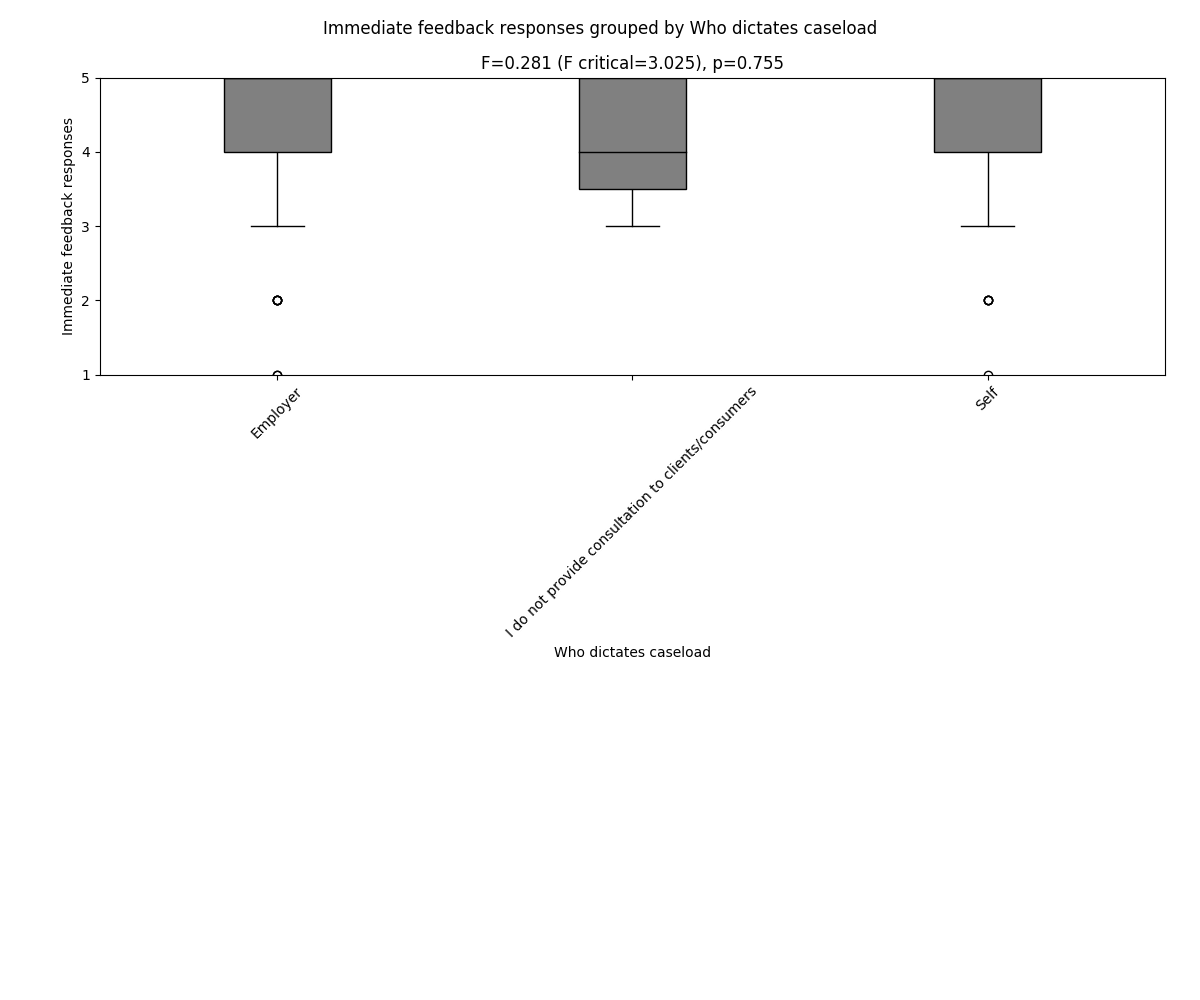 Immediate feedback responses grouped by Who dictates caseload
F=0.281 (F critical=3.025), p=0.755
Immediate feedback responses
5
4
3
2
1
Employer
I do not provide consultation to clients/consumers
Self
Who dictates caseload